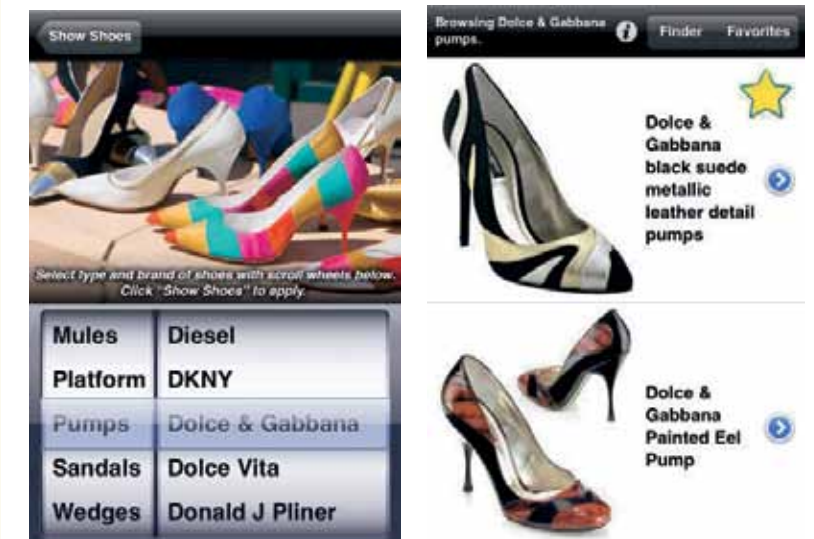 Show Shoes
Select type and brand of shoes with scroll wheels below.
Click "Show Shoes" to apply.
Mules Diesel
Platform DKNY
Pumps Dolce & Gabbana
Sandals Dolce Vita
Wedges Donald J Pliner
Browsing Dolce & Gabbana
pumps.
Finder Favorites
Dolce &
Gabbana
black suede
metallic
leather detail
pumps
Dolce &
Gabbana
Painted Eel
Pump